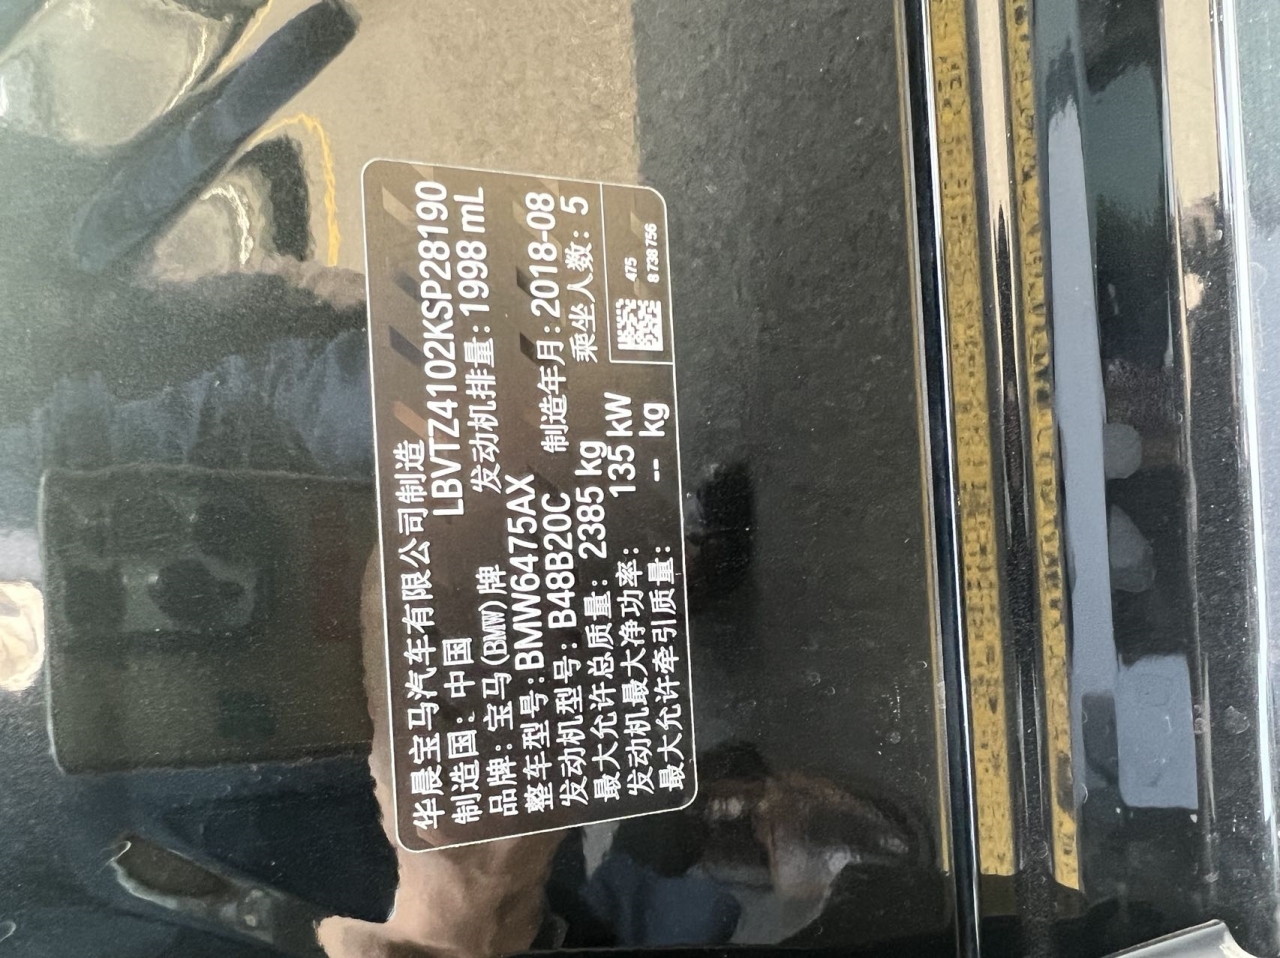 华晨宝马汽车有限公司制造
制造国：中国 LBVTZ4102KSP28190
品牌：宝马(BMW)牌 发动机排量：1998 mL
整车型号：BMW6475AX
发动机型号：B48B20C 制造年月：2018-08
最大允许总质量：2385 kg 乘坐人数：5
发动机最大净功率：135 kW
最大允许牵引质量：-- kg
475
8 738 756